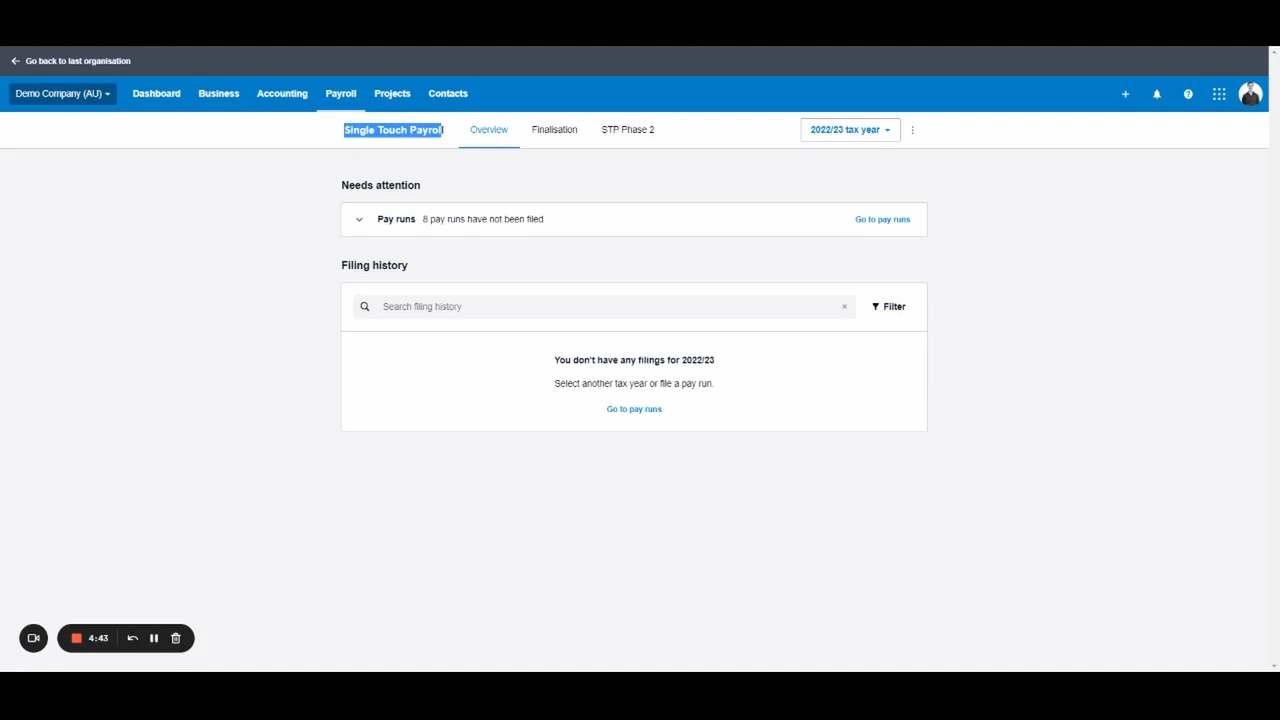 Go back to last organisation
Demo Company (AU) Dashboard Business Accounting Payroll Projects Contacts
Single Touch Payroll Overview Finalisation STP Phase 2 2022/23 tax year
Needs attention
Pay runs 8 pay runs have not been filed Go to pay runs
Filing history
Search filing history Filter
You don't have any filings for 2022/23
Select another tax year or file a pay run.
Go to pay runs
4:43